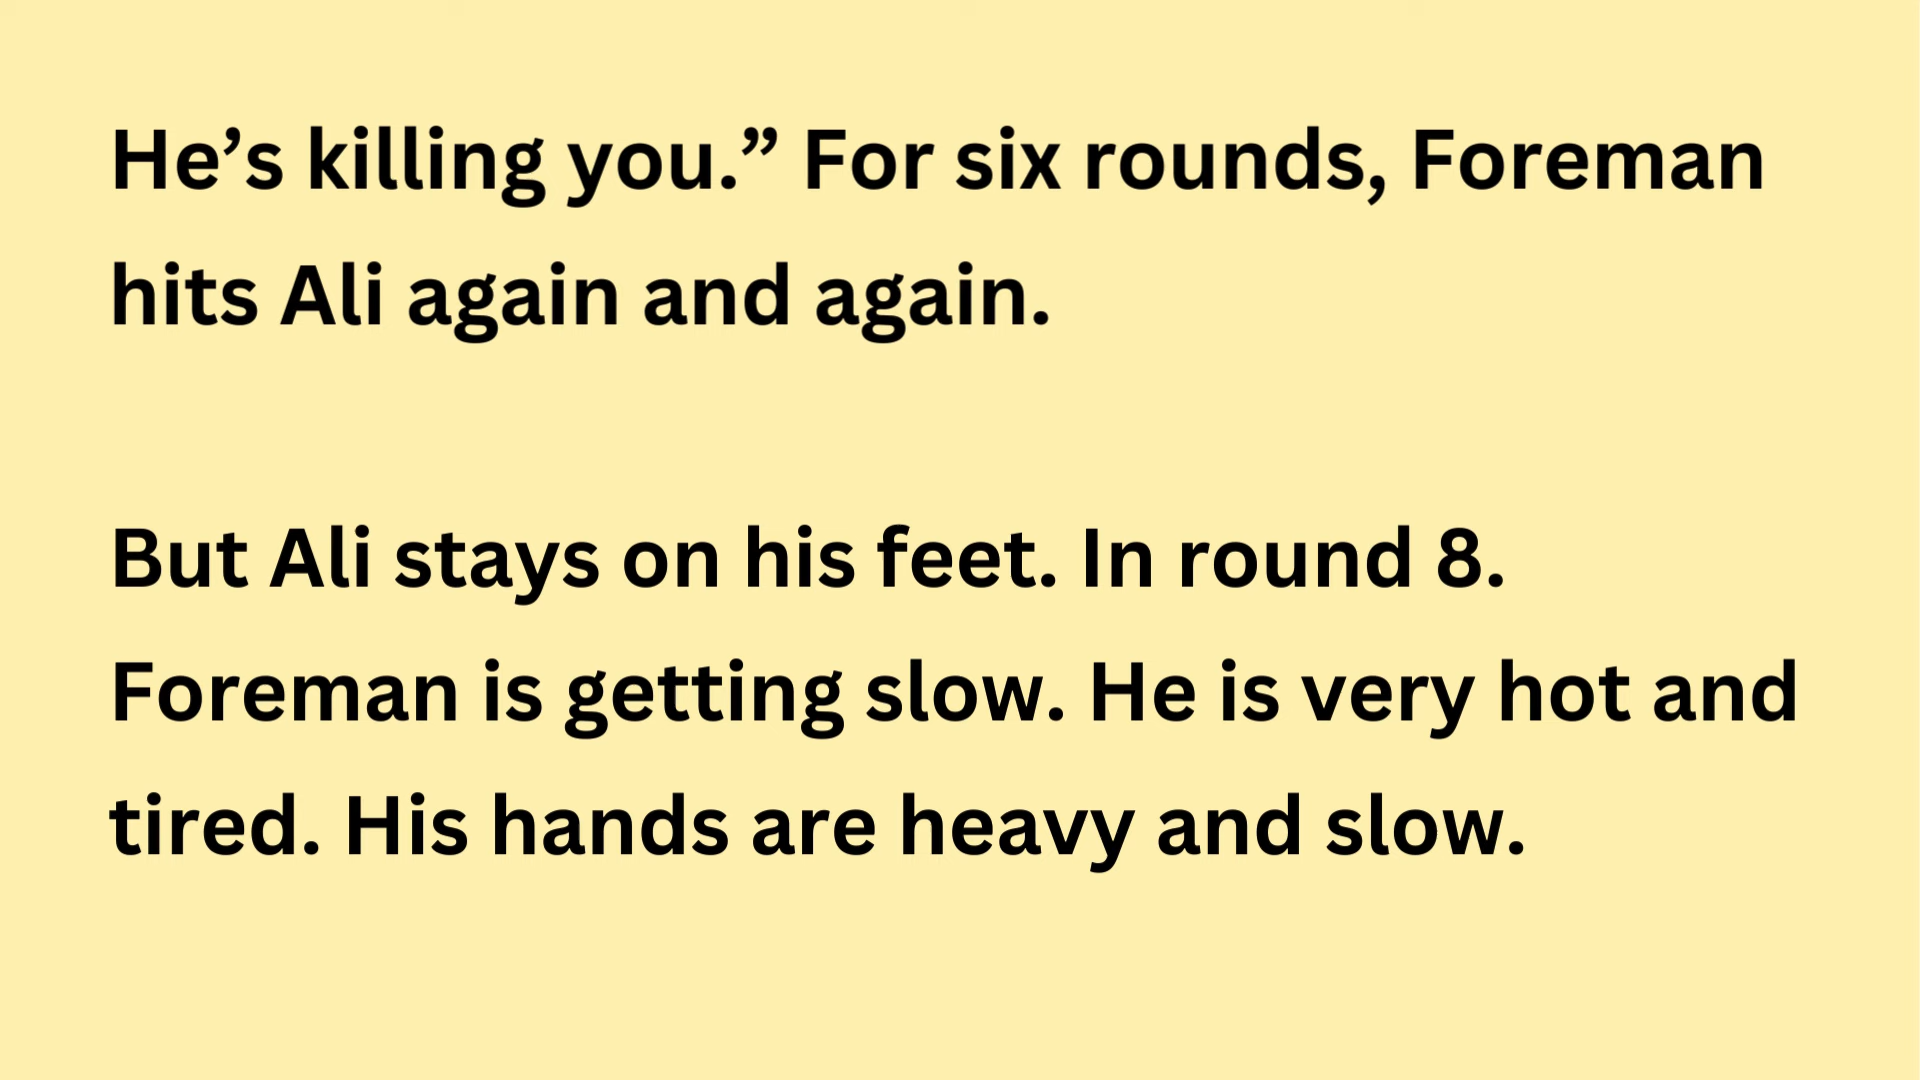 He’s killing you.” For six rounds, Foreman
hits Ali again and again.
But Ali stays on his feet. In round 8.
Foreman is getting slow. He is very hot and
tired. His hands are heavy and slow.